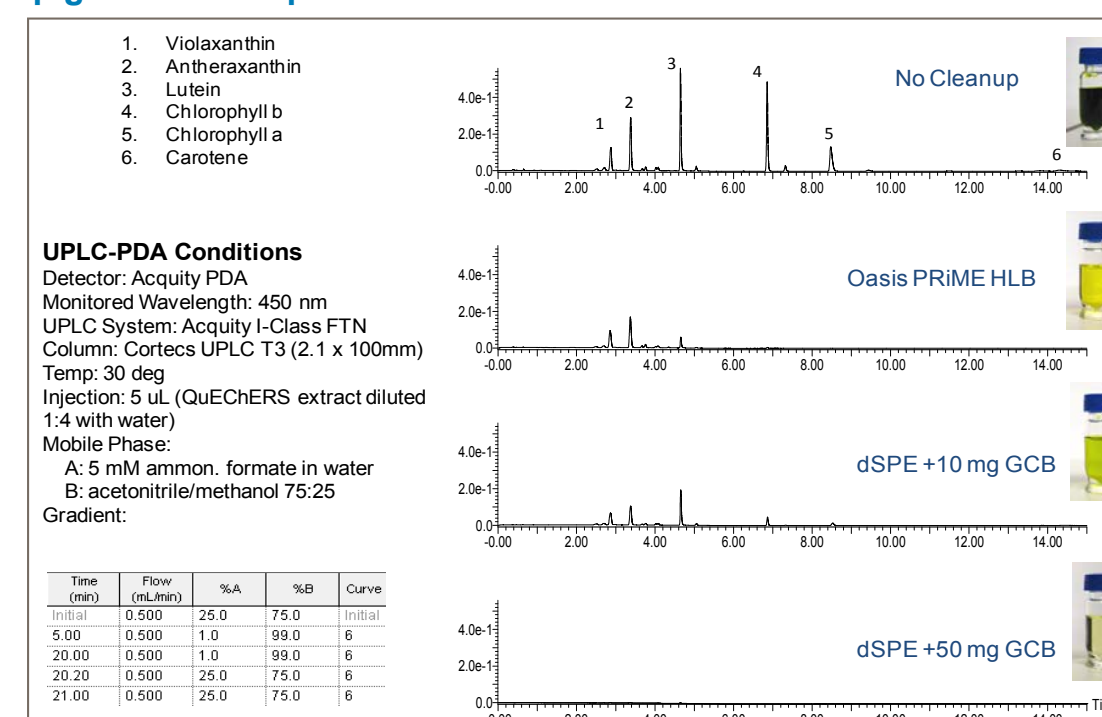 1. Violaxanthin
2. Antheraxanthin
3. Lutein
4. Chlorophyll b
5. Chlorophyll a
6. Carotene
UPLC-PDA Conditions
Detector: Acquity PDA
Monitored Wavelength: 450 nm
UPLC System: Acquity I-Class FTN
Column: Cortecs UPLC T3 (2.1 x 100mm)
Temp: 30 deg
Injection: 5 uL (QuEChERS extract diluted
1:4 with water)
Mobile Phase:
A: 5 mM ammon. formate in water
B: acetonitrile/methanol 75:25
Gradient:
Time (min) Flow (mL/min) %A %B Curve
Initial 0.500 25.0 75.0 Initial
5.00 0.500 1.0 99.0 6
20.00 0.500 1.0 99.0 6
20.20 0.500 25.0 75.0 6
21.00 0.500 25.0 75.0 6
No Cleanup
1 2 3 4 5 6
4.0e-1
2.0e-1
0.0
-0.00 2.00 4.00 6.00 8.00 10.00 12.00 14.00
Oasis PRiME HLB
4.0e-1
2.0e-1
0.0
-0.00 2.00 4.00 6.00 8.00 10.00 12.00 14.00
dSPE +10 mg GCB
4.0e-1
2.0e-1
0.0
-0.00 2.00 4.00 6.00 8.00 10.00 12.00 14.00
dSPE +50 mg GCB
4.0e-1
2.0e-1
0.0